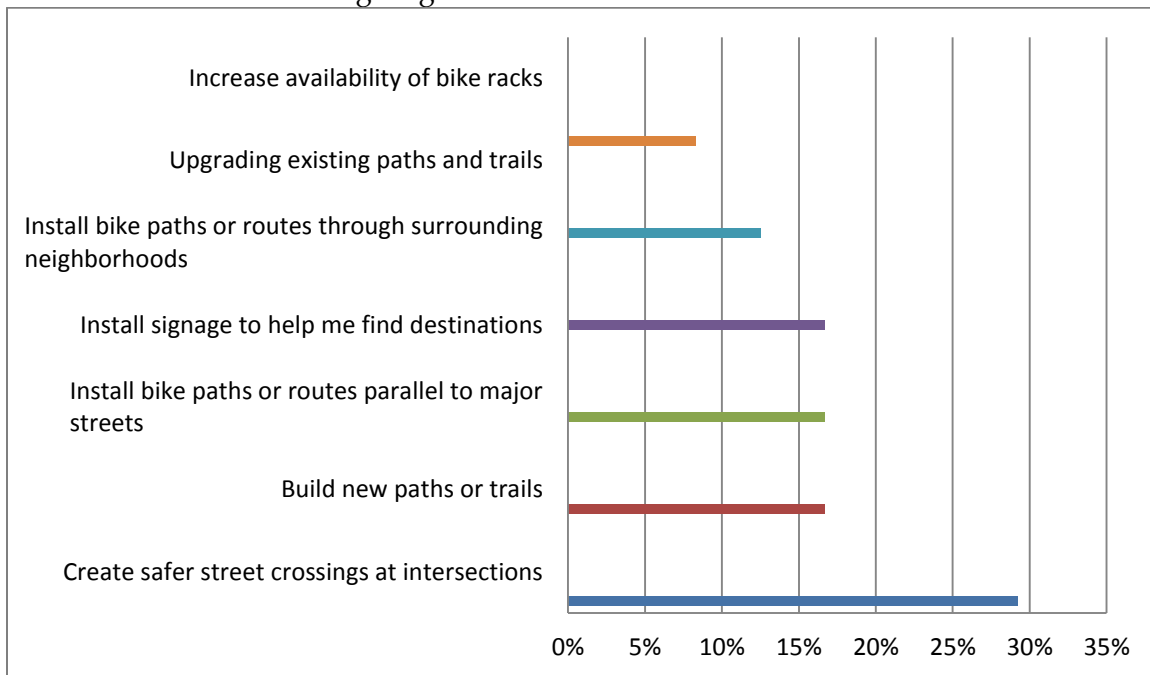 Increase availability of bike racks
Upgrading existing paths and trails
Install bike paths or routes through surrounding
neighborhoods
Install signage to help me find destinations
Install bike paths or routes parallel to major
streets
Build new paths or trails
Create safer street crossings at intersections
0% 5% 10% 15% 20% 25% 30% 35%